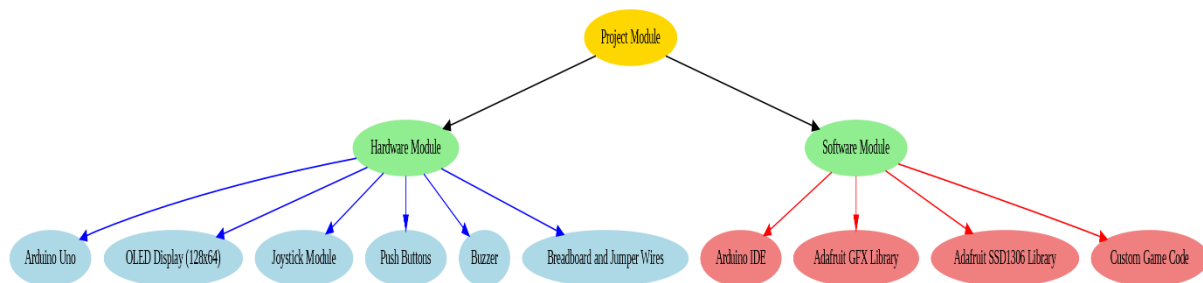 Project Module
Hardware Module
Software Module
Arduino Uno
OLED Display (128x64)
Joystick Module
Push Buttons
Buzzer
Breadboard and Jumper Wires
Arduino IDE
Adafruit GFX Library
Adafruit SSD1306 Library
Custom Game Code